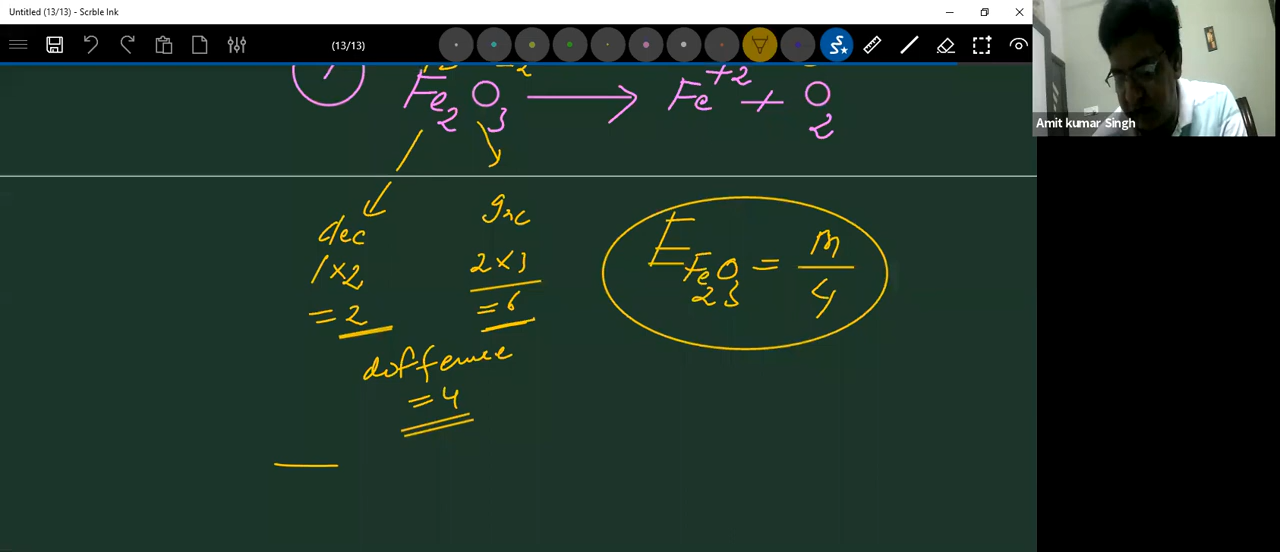 Untitled (13/13) - Scrble Ink
(13/13)
Amit kumar Singh
Fe2O3 → Fe+2 + O2
dec
1×2
= 2
Inc
2×3
= 6
difference
= 4
E Fe2O3 = m/4